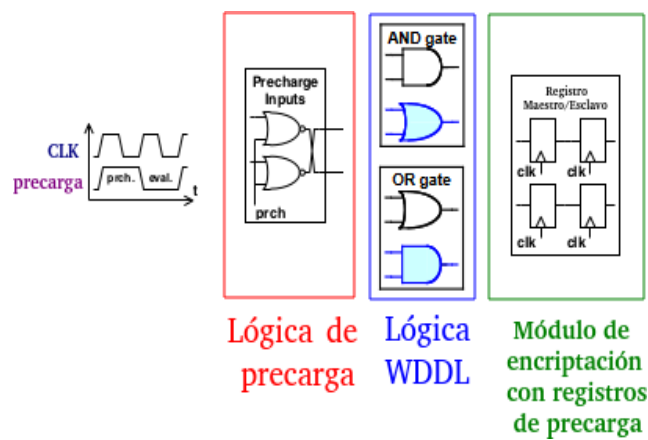 CLK
precarga
prch.
eval.
t
Precharge
Inputs
prch
AND gate
OR gate
Registro
Maestro/Esclavo
clk
clk
clk
clk
Lógica de
precarga
Lógica
WDDL
Módulo de
encriptación
con registros
de precarga